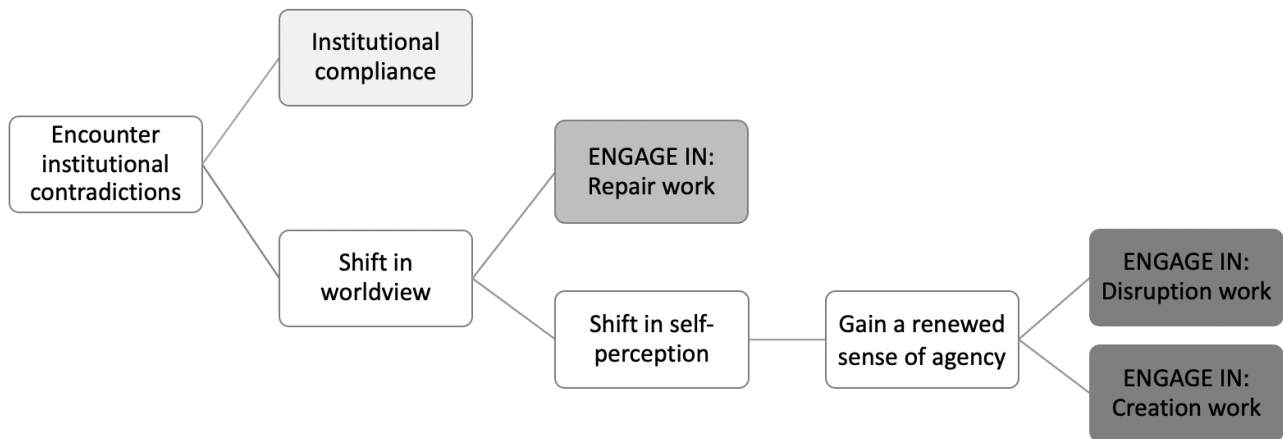 Institutional
compliance
Encounter
institutional
contradictions
ENGAGE IN:
Repair work
Shift in
worldview
Shift in self-
perception
Gain a renewed
sense of agency
ENGAGE IN:
Disruption work
ENGAGE IN:
Creation work